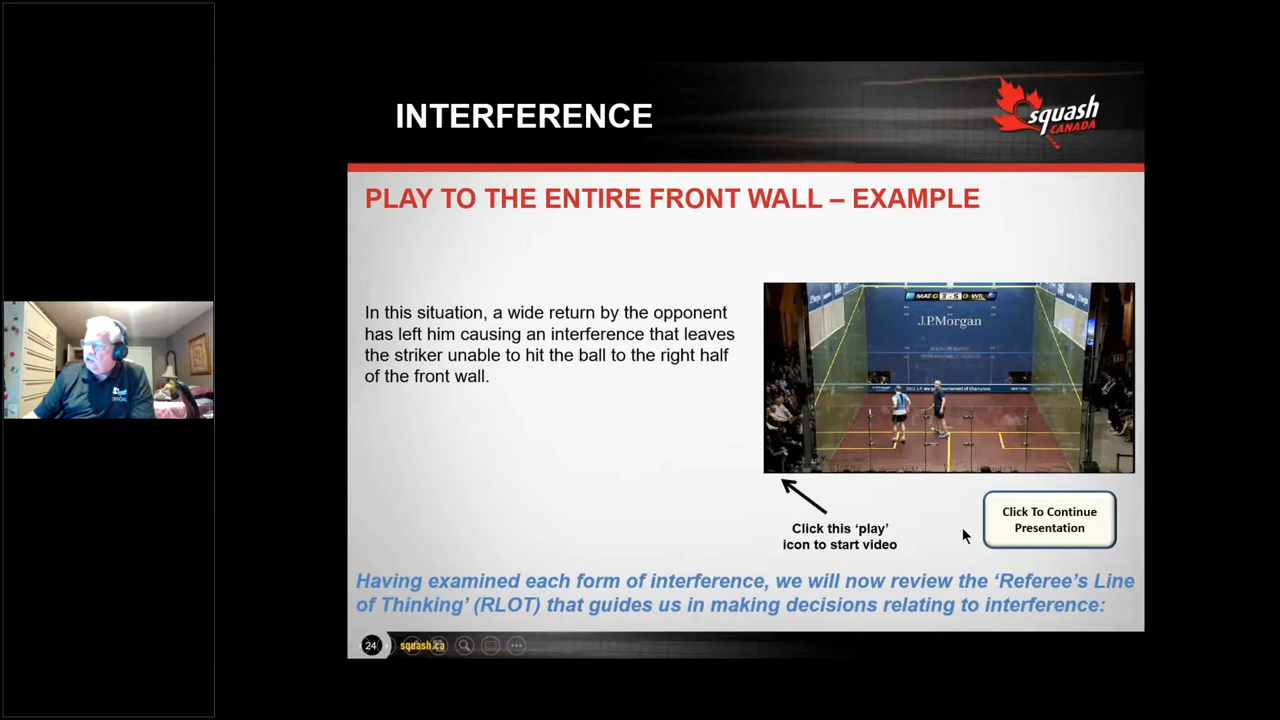 INTERFERENCE
squash
CANADA
PLAY TO THE ENTIRE FRONT WALL – EXAMPLE
In this situation, a wide return by the opponent
has left him causing an interference that leaves
the striker unable to hit the ball to the right half
of the front wall.
J.P.Morgan
Click this ‘play’
icon to start video
Click To Continue
Presentation
Having examined each form of interference, we will now review the ‘Referee’s Line
of Thinking’ (RLOT) that guides us in making decisions relating to interference:
24
squash.ca